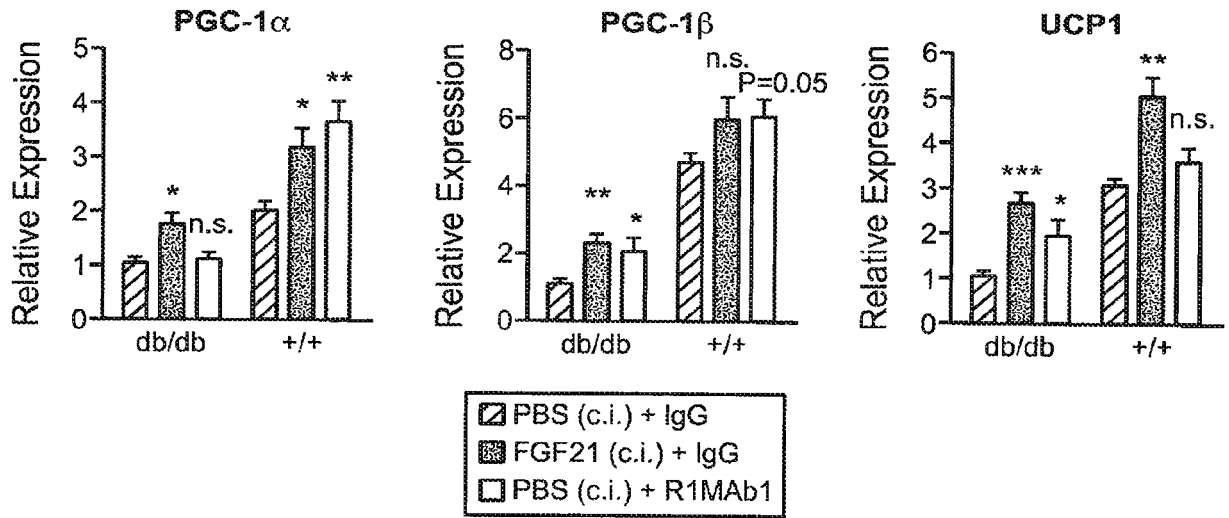 PGC-1α
Relative Expression
5
4
3
2
1
0
*
n.s.
*
**
db/db
+/+
PGC-1β
Relative Expression
8
6
4
2
0
**
*
n.s.
P=0.05
db/db
+/+
UCP1
Relative Expression
6
5
4
3
2
1
0
***
*
**
n.s.
db/db
+/+
PBS (c.i.) + IgG
FGF21 (c.i.) + IgG
PBS (c.i.) + R1MAb1